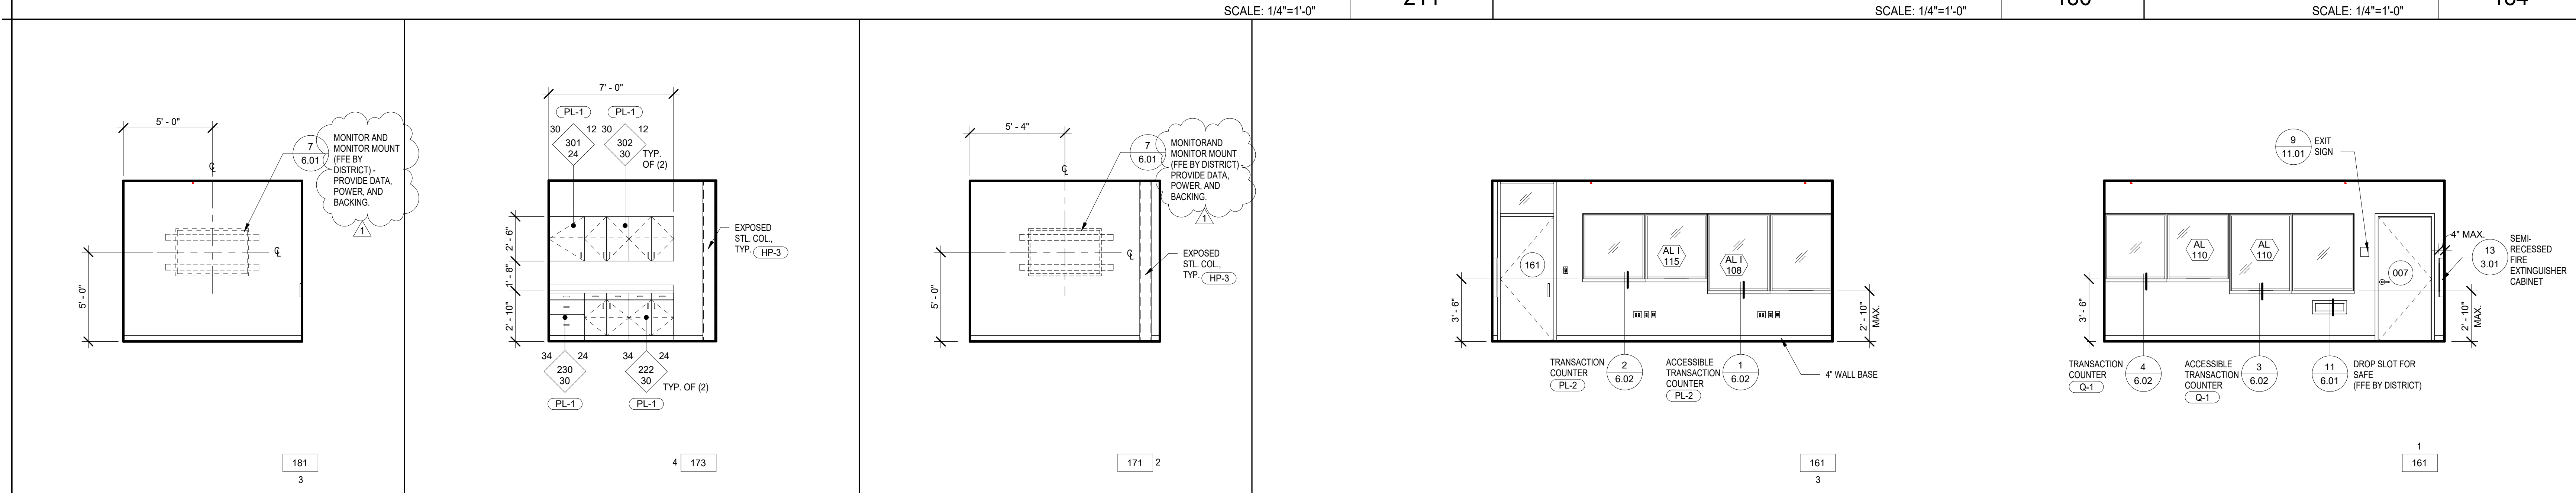 SCALE: 1/4"=1'-0"
SCALE: 1/4"=1'-0"
SCALE: 1/4"=1'-0"
5' - 0"
5' - 0"
7
6.01
MONITOR AND
MONITOR MOUNT
(FFE BY
DISTRICT) -
PROVIDE DATA,
POWER, AND
BACKING.
1
181
3
7' - 0"
PL-1
PL-1
30
12
30
12
301
24
302
30
TYP.
OF (2)
2' - 6"
1' - 8"
2' - 10"
EXPOSED
STL. COL.,
TYP.
HP-3
34
24
34
24
230
30
222
30
TYP. OF (2)
PL-1
PL-1
4
173
5' - 4"
5' - 0"
7
6.01
MONITORAND
MONITOR MOUNT
(FFE BY DISTRICT) -
PROVIDE DATA,
POWER, AND
BACKING.
1
EXPOSED
STL. COL.,
TYP.
HP-3
171
2
161
AL I
115
AL I
108
3' - 6"
2' - 10"
MAX.
TRANSACTION
COUNTER
PL-2
2
6.02
ACCESSIBLE
TRANSACTION
COUNTER
PL-2
1
6.02
4" WALL BASE
161
3
9
11.01
EXIT
SIGN
AL
110
AL
110
007
4" MAX.
13
3.01
SEMI-
RECESSED
FIRE
EXTINGUISHER
CABINET
3' - 6"
2' - 10"
MAX.
TRANSACTION
COUNTER
Q-1
4
6.02
ACCESSIBLE
TRANSACTION
COUNTER
Q-1
3
6.02
11
6.01
DROP SLOT FOR
SAFE
(FFE BY DISTRICT)
1
161